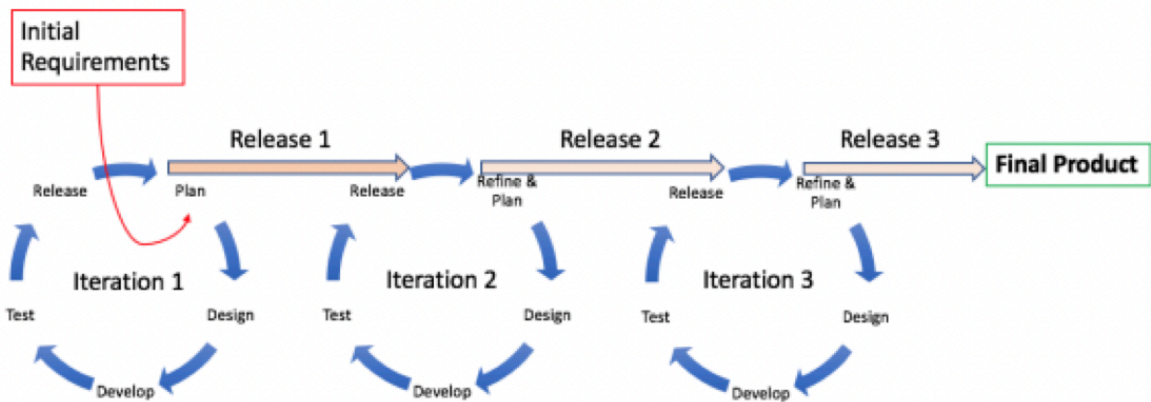 Initial
Requirements
Release 1
Release 2
Release 3
Final Product
Release
Plan
Release
Refine &
Plan
Release
Refine &
Plan
Iteration 1
Iteration 2
Iteration 3
Test
Design
Test
Design
Test
Design
Develop
Develop
Develop